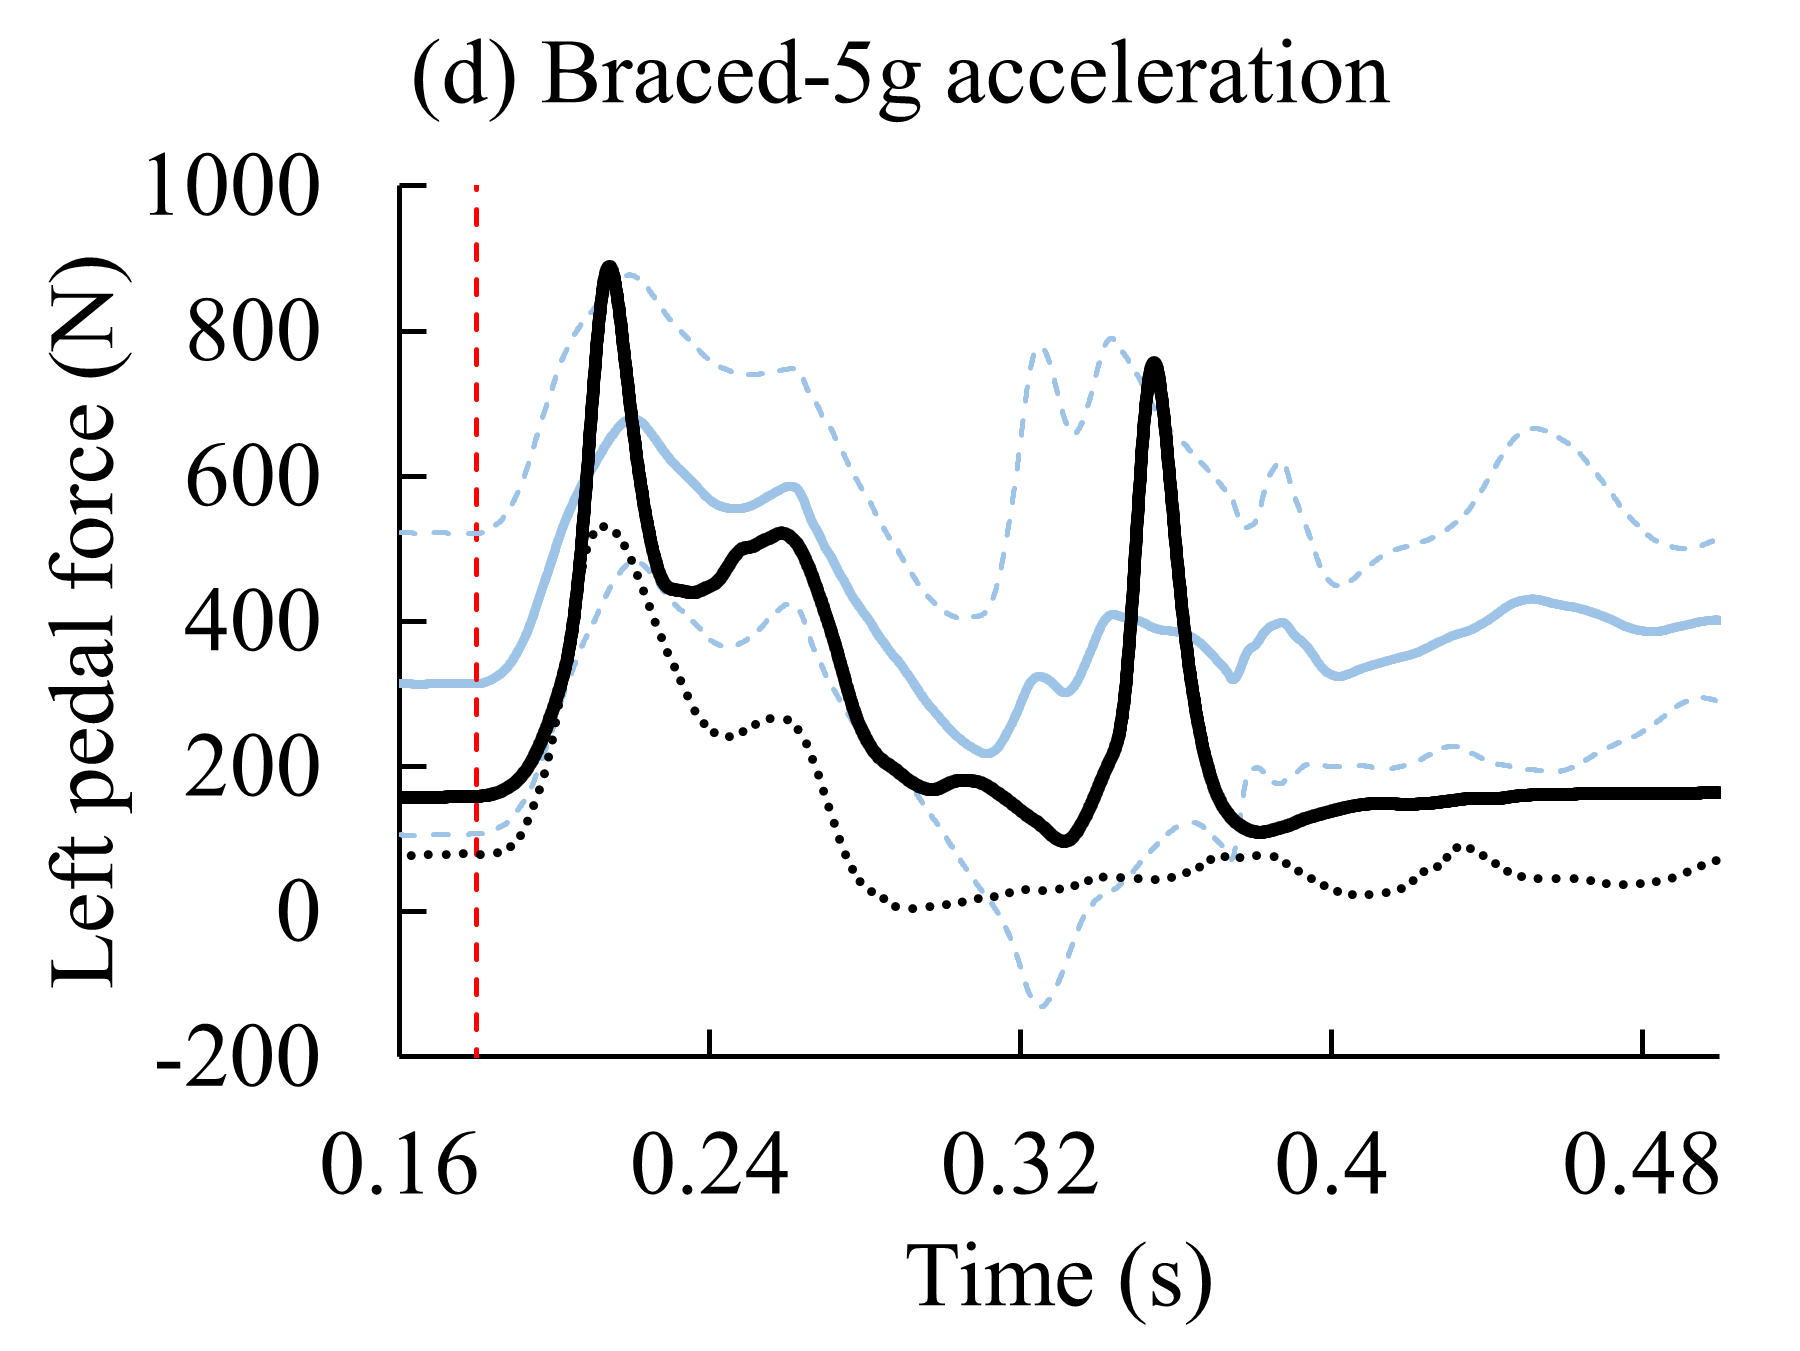 (d) Braced-5g acceleration
Left pedal force (N)
1000
800
600
400
200
0
-200
0.16 0.24 0.32 0.4 0.48
Time (s)